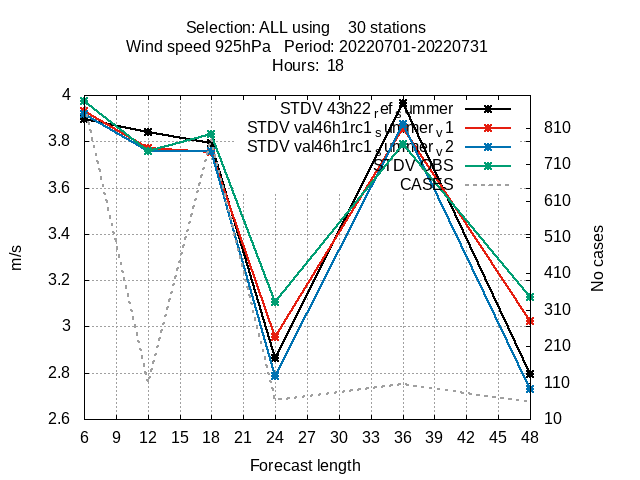 Selection: ALL using    30 stations
Wind speed 925hPa   Period: 20220701-20220731
Hours:  18
STDV 43h22_ref_summer
STDV val46h1rc1_summer_v1
STDV val46h1rc1_summer_v2
STDV OBS
CASES
4
3.8
3.6
3.4
3.2
3
2.8
2.6
m/s
810
710
610
510
410
310
210
110
10
No cases
6 9 12 15 18 21 24 27 30 33 36 39 42 45 48
Forecast length